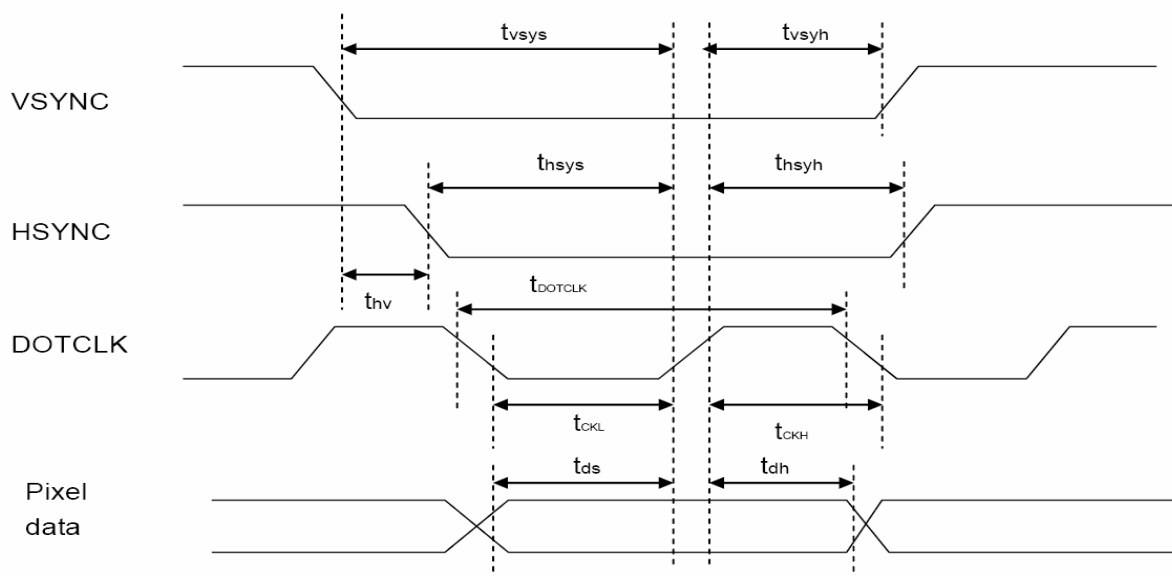 tvsys
tvsyh
VSYNC
thsys
thsyh
HSYNC
thv
tDOTCLK
DOTCLK
tCKL
tCKH
tds
tdh
Pixel
data